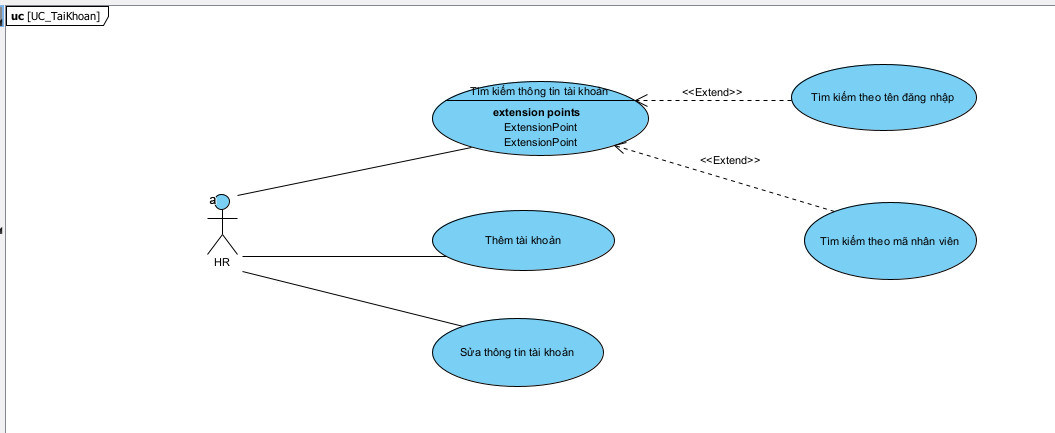 uc [UC_TaiKhoan]
Tìm kiếm thông tin tài khoản
extension points
ExtensionPoint
ExtensionPoint
<<Extend>>
Tìm kiếm theo tên đăng nhập
<<Extend>>
Tìm kiếm theo mã nhân viên
a
HR
Thêm tài khoản
Sửa thông tin tài khoản